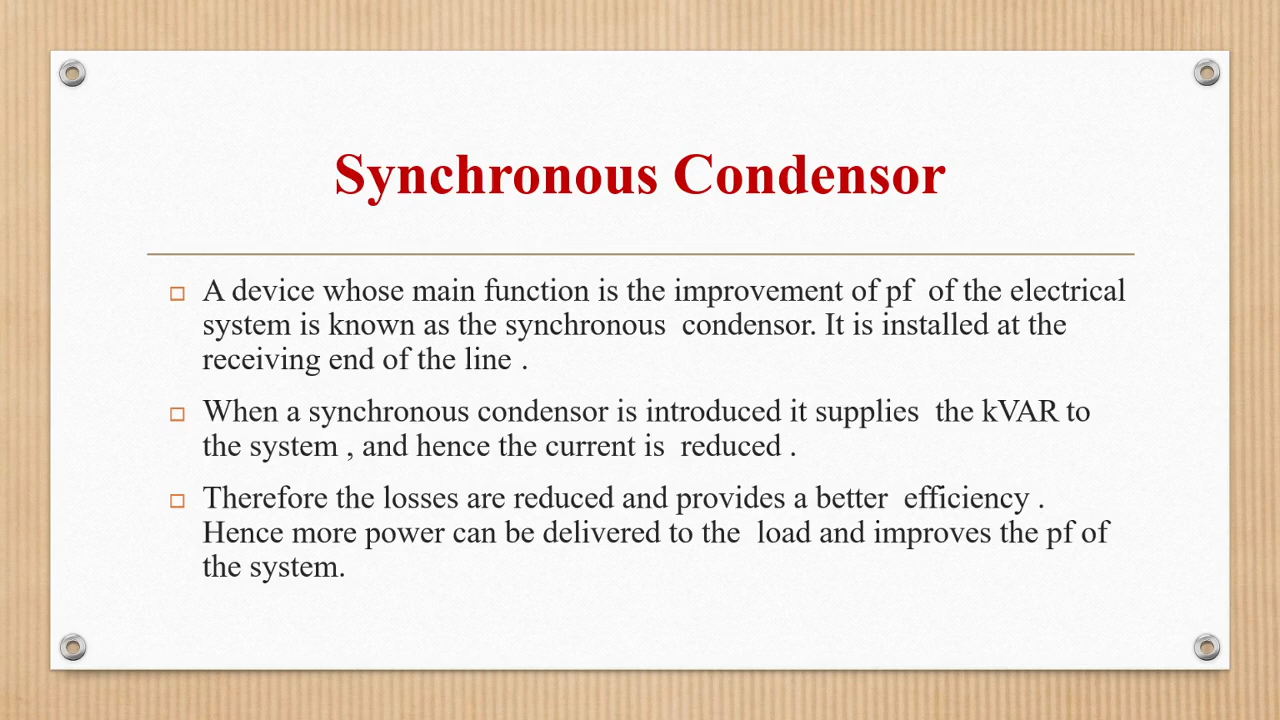 Synchronous Condensor
A device whose main function is the improvement of pf  of the electrical
system is known as the synchronous  condensor. It is installed at the
receiving end of the line .
When a synchronous condensor is introduced it supplies  the kVAR to
the system , and hence the current is  reduced .
Therefore the losses are reduced and provides a better  efficiency .
Hence more power can be delivered to the  load and improves the pf of
the system.